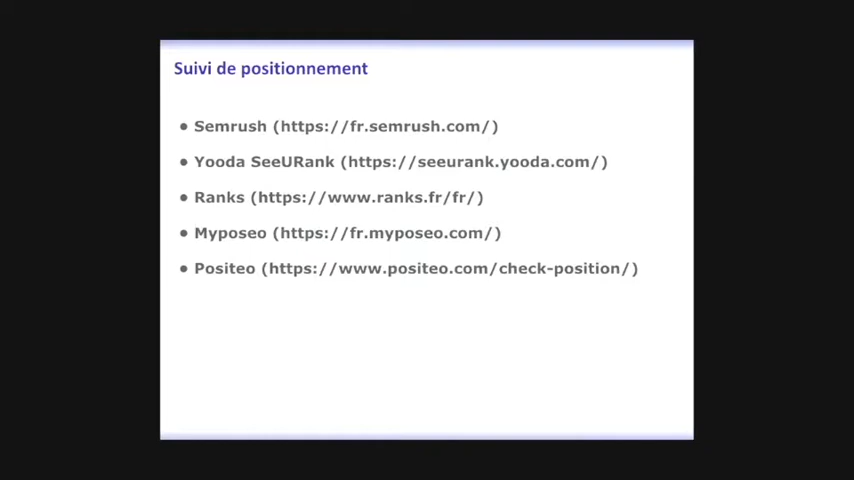 Suivi de positionnement
● Semrush (https://fr.semrush.com/)
● Yooda SeeURank (https://seeurank.yooda.com/)
● Ranks (https://www.ranks.fr/fr/)
● Myposeo (https://fr.myposeo.com/)
● Positeo (https://www.positeo.com/check-position/)